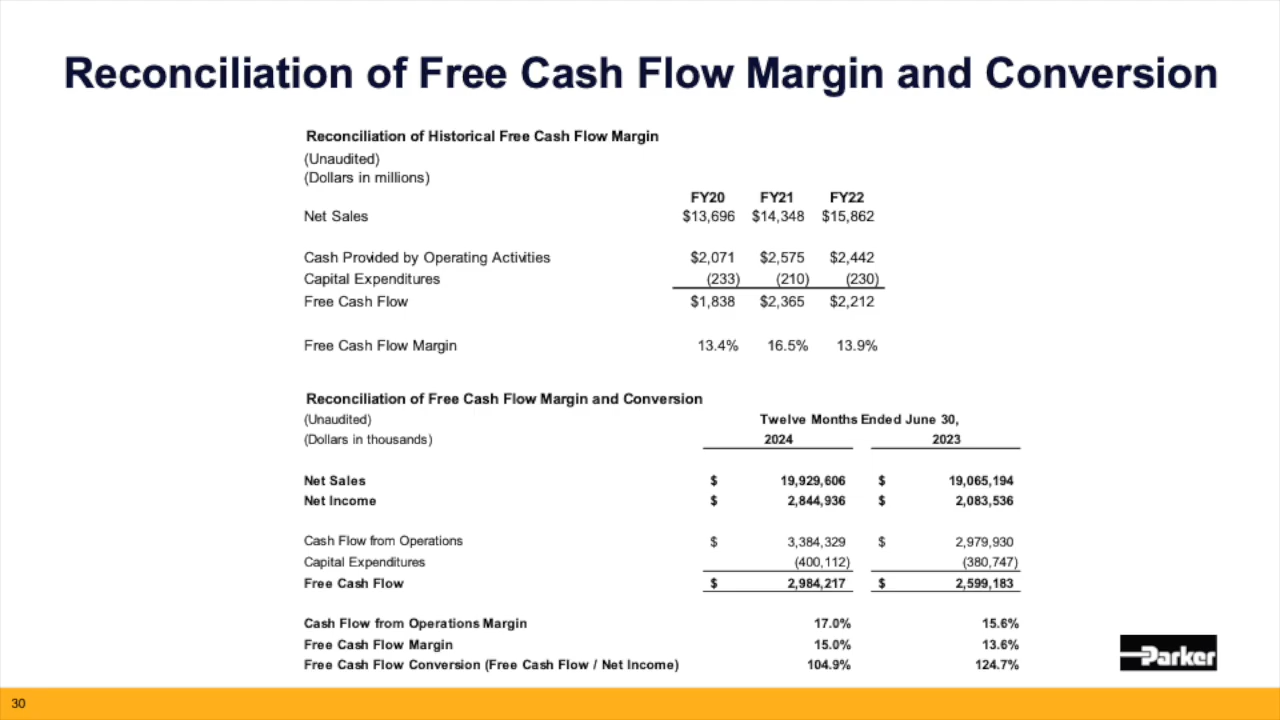 Reconciliation of Free Cash Flow Margin and Conversion
Reconciliation of Historical Free Cash Flow Margin
(Unaudited)
(Dollars in millions)
FY20 FY21 FY22
Net Sales $13,696 $14,348 $15,862
Cash Provided by Operating Activities $2,071 $2,575 $2,442
Capital Expenditures (233) (210) (230)
Free Cash Flow $1,838 $2,365 $2,212
Free Cash Flow Margin 13.4% 16.5% 13.9%
Reconciliation of Free Cash Flow Margin and Conversion
(Unaudited) Twelve Months Ended June 30,
(Dollars in thousands) 2024 2023
Net Sales $ 19,929,606 $ 19,065,194
Net Income $ 2,844,936 $ 2,083,536
Cash Flow from Operations $ 3,384,329 $ 2,979,930
Capital Expenditures (400,112) (380,747)
Free Cash Flow $ 2,984,217 $ 2,599,183
Cash Flow from Operations Margin 17.0% 15.6%
Free Cash Flow Margin 15.0% 13.6%
Free Cash Flow Conversion (Free Cash Flow / Net Income) 104.9% 124.7%
Parker
30